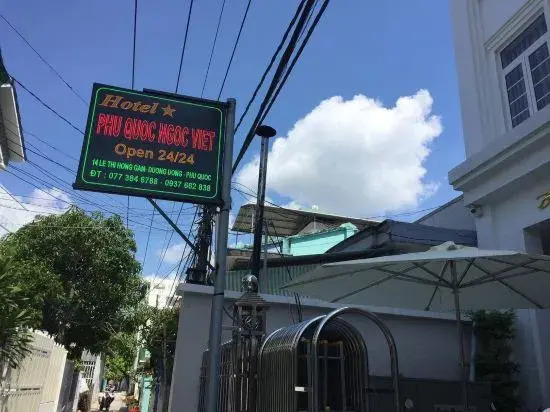 Hotel ★
PHU QUOC NGOC VIET
Open 24/24
14 LE THI HONG GAM - DUONG DONG - PHU QUOC
ĐT : 077 384 6788 - 0937 662 838